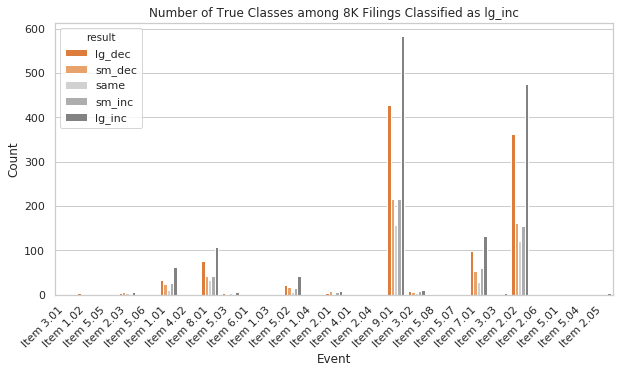 Number of True Classes among 8K Filings Classified as lg_inc
result
lg_dec
sm_dec
same
sm_inc
lg_inc
Count
600
500
400
300
200
100
0
Item 3.01
Item 1.02
Item 5.05
Item 2.03
Item 5.06
Item 1.01
Item 4.02
Item 8.01
Item 5.03
Item 6.01
Item 1.03
Item 5.02
Item 1.04
Item 2.01
Item 4.01
Item 2.04
Item 9.01
Item 3.02
Item 5.08
Item 5.07
Item 7.01
Item 3.03
Item 2.02
Item 2.06
Item 5.01
Item 5.04
Item 2.05
Event